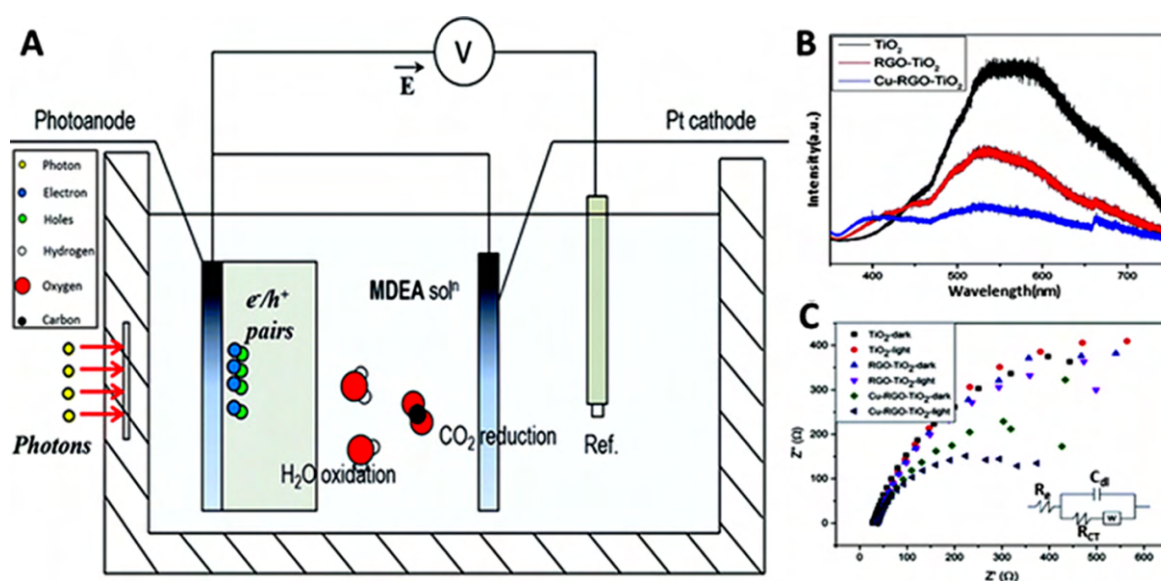 A
V
E
Photoanode
Pt cathode
Photon
Electron
Holes
Hydrogen
Oxygen
Carbon
Photons
e⁻/h⁺
pairs
MDEA solⁿ
CO₂ reduction
H₂O oxidation
Ref.
B
TiO₂
RGO-TiO₂
Cu-RGO-TiO₂
Intensity(a.u.)
400 500 600 700
Wavelength(nm)
C
TiO₂-dark
TiO₂-light
RGO-TiO₂-dark
RGO-TiO₂-light
Cu-RGO-TiO₂-dark
Cu-RGO-TiO₂-light
400
300
200
100
0
Z" (Ω)
-100 0 100 200 300 400 500 600
Z' (Ω)
Rₑ
C_dl
R_CT
W